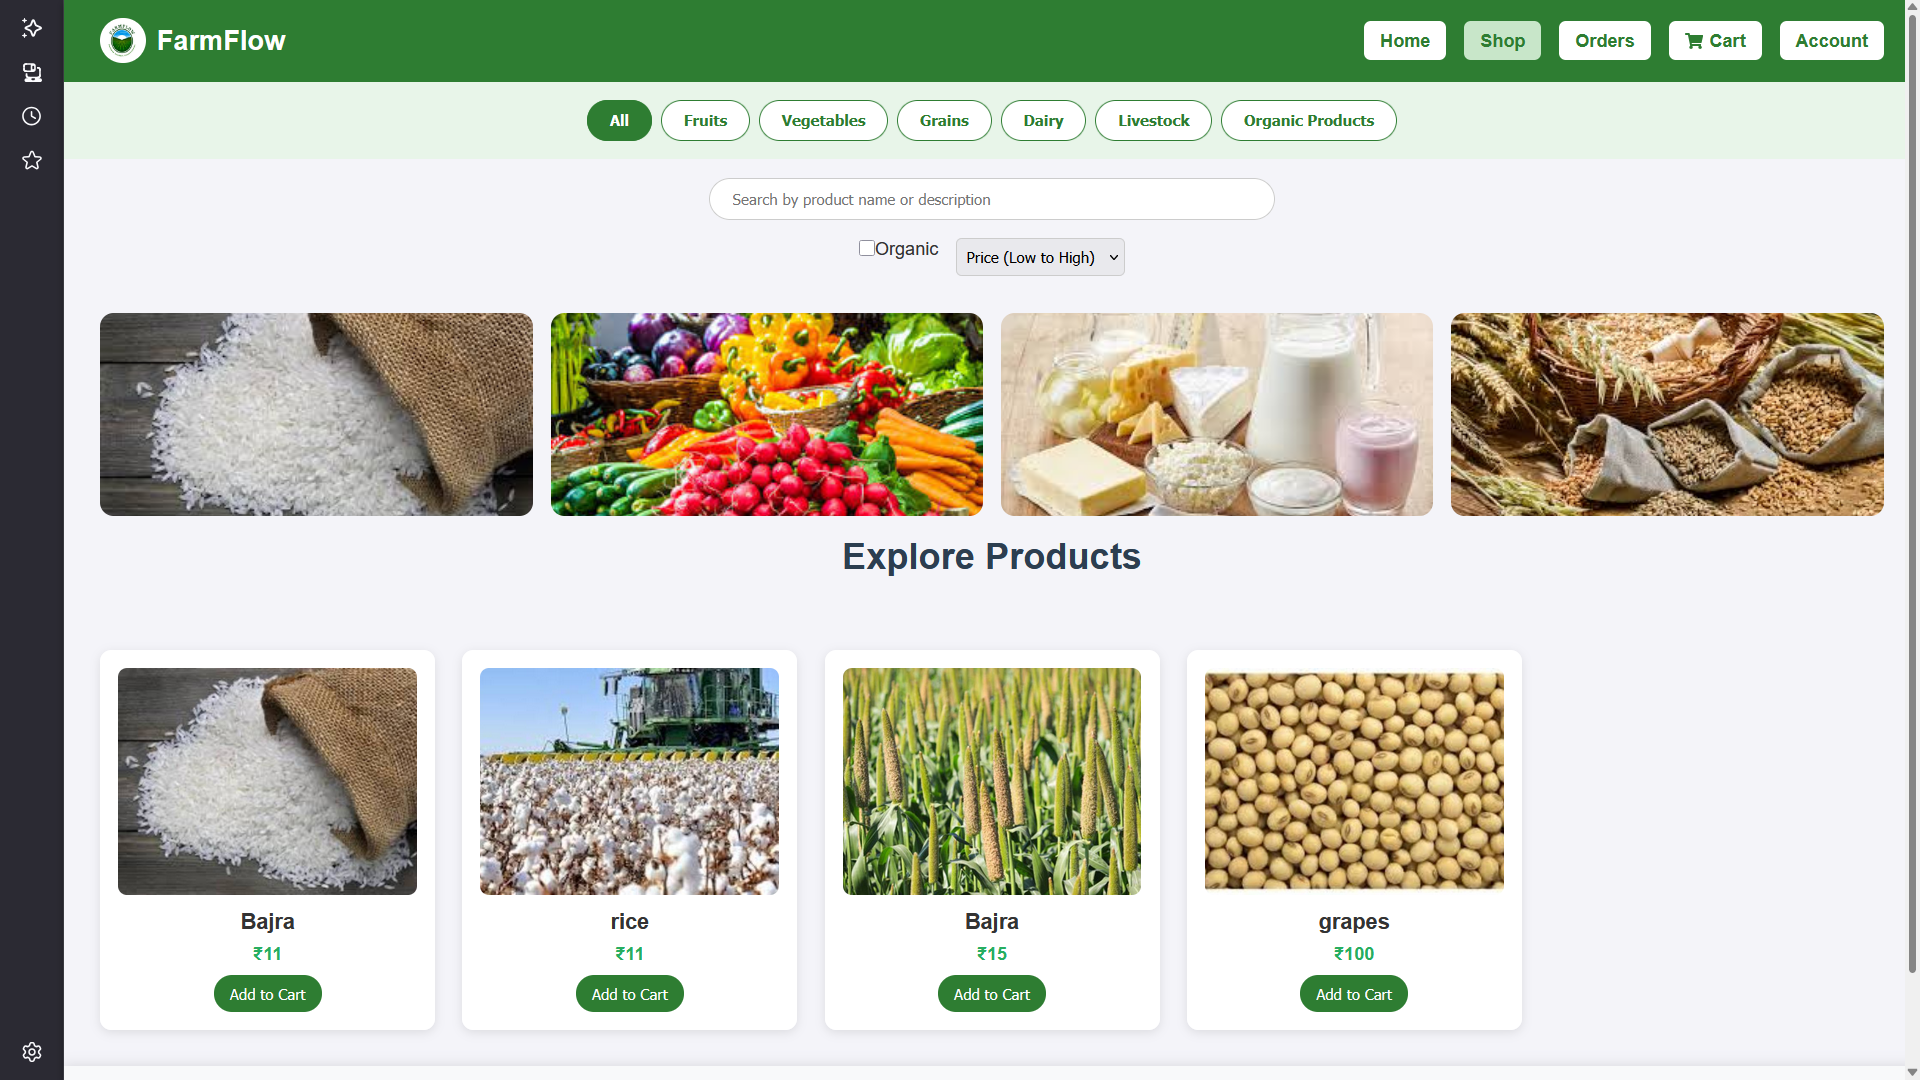 FarmFlow
Home
Shop
Orders
Cart
Account
All
Fruits
Vegetables
Grains
Dairy
Livestock
Organic Products
Search by product name or description
Organic
Price (Low to High)
Explore Products
Bajra
₹11
Add to Cart
rice
₹11
Add to Cart
Bajra
₹15
Add to Cart
grapes
₹100
Add to Cart